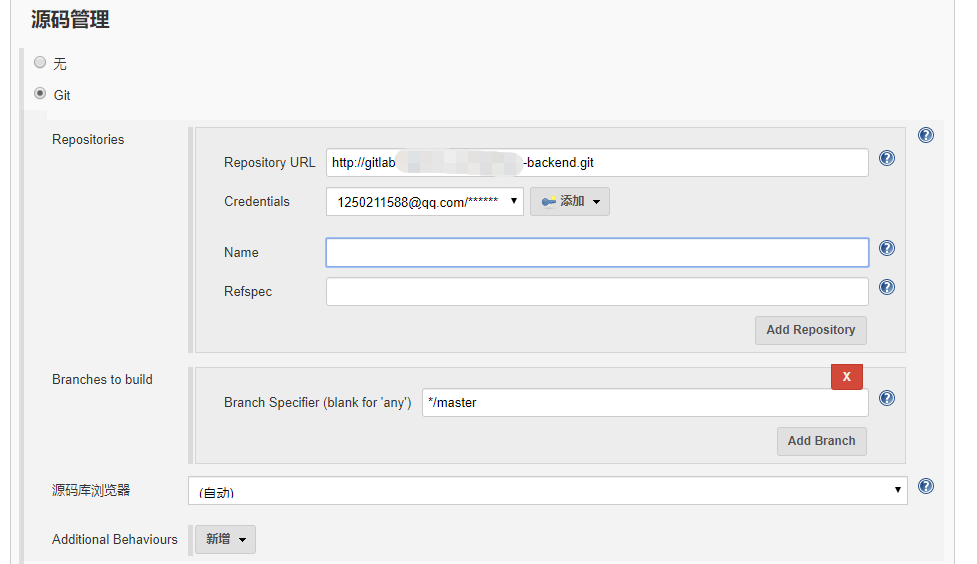 源码管理
无
Git
Repositories
Repository URL http://gitlab -backend.git
Credentials 1250211588@qq.com/****** 添加
Name
Refspec
Add Repository
Branches to build
X
Branch Specifier (blank for 'any') */master
Add Branch
源码库浏览器 (自动)
Additional Behaviours 新增